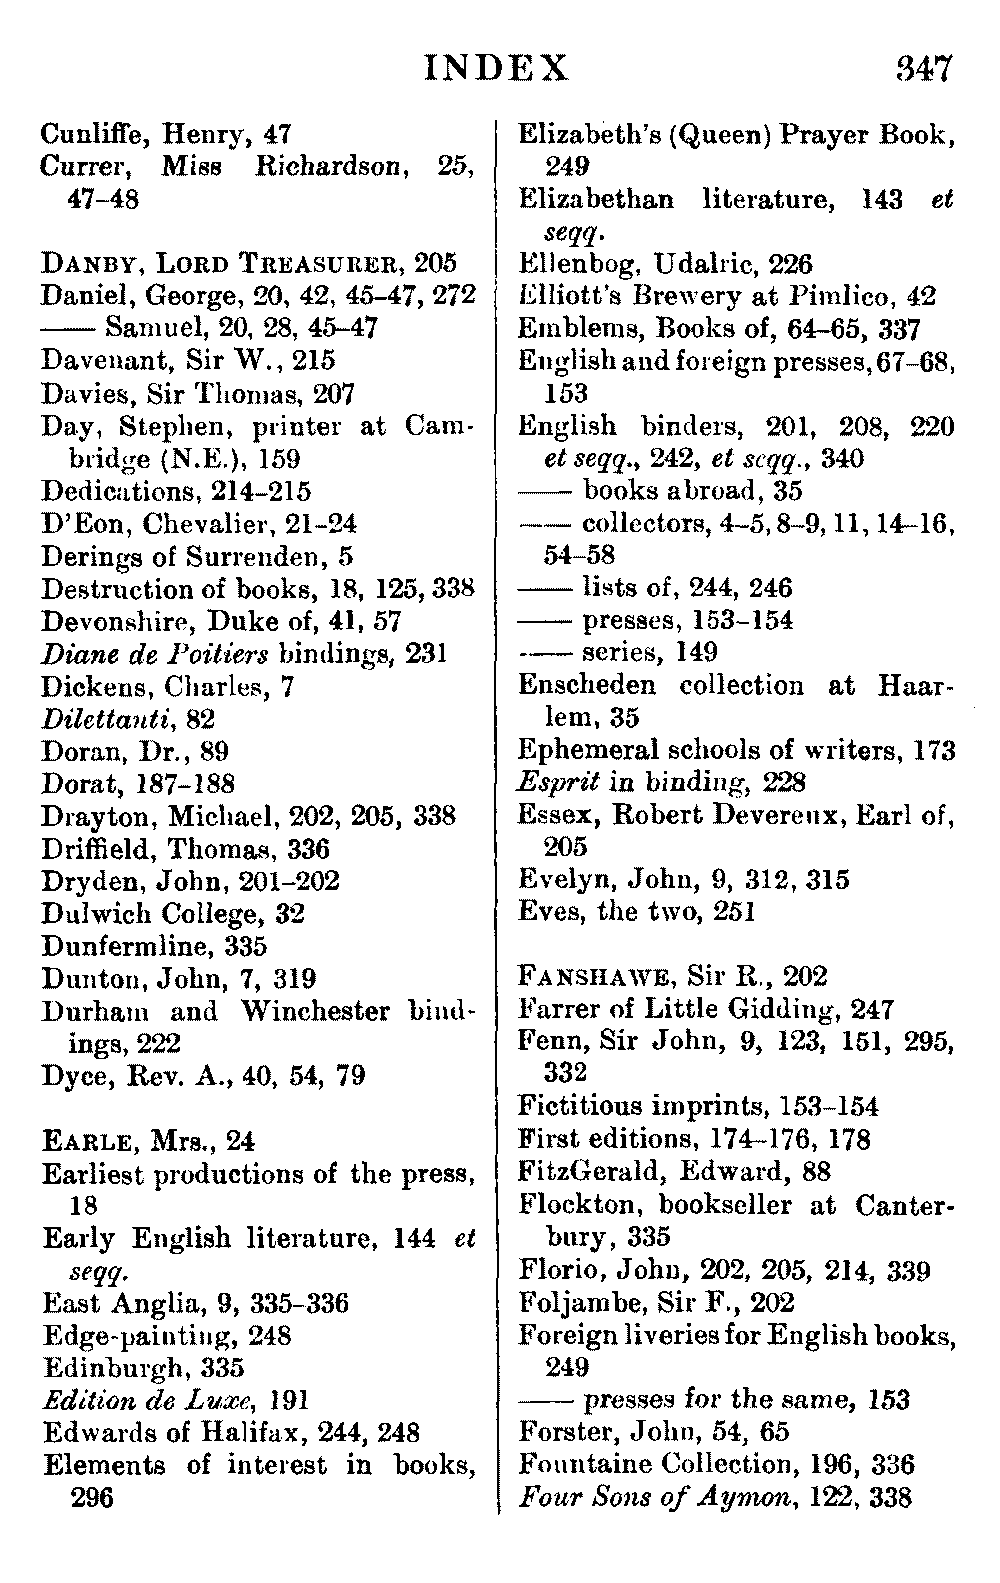 INDEX 347
Cunliffe, Henry, 47
Currer, Miss Richardson, 25,
47–48
DANBY, LORD TREASURER, 205
Daniel, George, 20, 42, 45–47, 272
—— Samuel, 20, 28, 45–47
Davenant, Sir W., 215
Davies, Sir Thomas, 207
Day, Stephen, printer at Cam-
bridge (N.E.), 159
Dedications, 214–215
D'Eon, Chevalier, 21–24
Derings of Surrenden, 5
Destruction of books, 18, 125, 338
Devonshire, Duke of, 41, 57
Diane de Poitiers bindings, 231
Dickens, Charles, 7
Dilettanti, 82
Doran, Dr., 89
Dorat, 187–188
Drayton, Michael, 202, 205, 338
Driffield, Thomas, 336
Dryden, John, 201–202
Dulwich College, 32
Dunfermline, 335
Dunton, John, 7, 319
Durham and Winchester bind-
ings, 222
Dyce, Rev. A., 40, 54, 79
EARLE, Mrs., 24
Earliest productions of the press,
18
Early English literature, 144 et
seqq.
East Anglia, 9, 335–336
Edge-painting, 248
Edinburgh, 335
Edition de Luxe, 191
Edwards of Halifax, 244, 248
Elements of interest in books,
296
Elizabeth's (Queen) Prayer Book,
249
Elizabethan literature, 143 et
seqq.
Ellenbog, Udalric, 226
Elliott's Brewery at Pimlico, 42
Emblems, Books of, 64–65, 337
English and foreign presses, 67–68,
153
English binders, 201, 208, 220
et seqq., 242, et seqq., 340
—— books abroad, 35
—— collectors, 4–5, 8–9, 11, 14–16,
54–58
—— lists of, 244, 246
—— presses, 153–154
—— series, 149
Enscheden collection at Haar-
lem, 35
Ephemeral schools of writers, 173
Esprit in binding, 228
Essex, Robert Devereux, Earl of,
205
Evelyn, John, 9, 312, 315
Eves, the two, 251
FANSHAWE, Sir R., 202
Farrer of Little Gidding, 247
Fenn, Sir John, 9, 123, 151, 295,
332
Fictitious imprints, 153–154
First editions, 174–176, 178
FitzGerald, Edward, 88
Flockton, bookseller at Canter-
bury, 335
Florio, John, 202, 205, 214, 339
Foljambe, Sir F., 202
Foreign liveries for English books,
249
—— presses for the same, 153
Forster, John, 54, 65
Fountaine Collection, 196, 336
Four Sons of Aymon, 122, 338